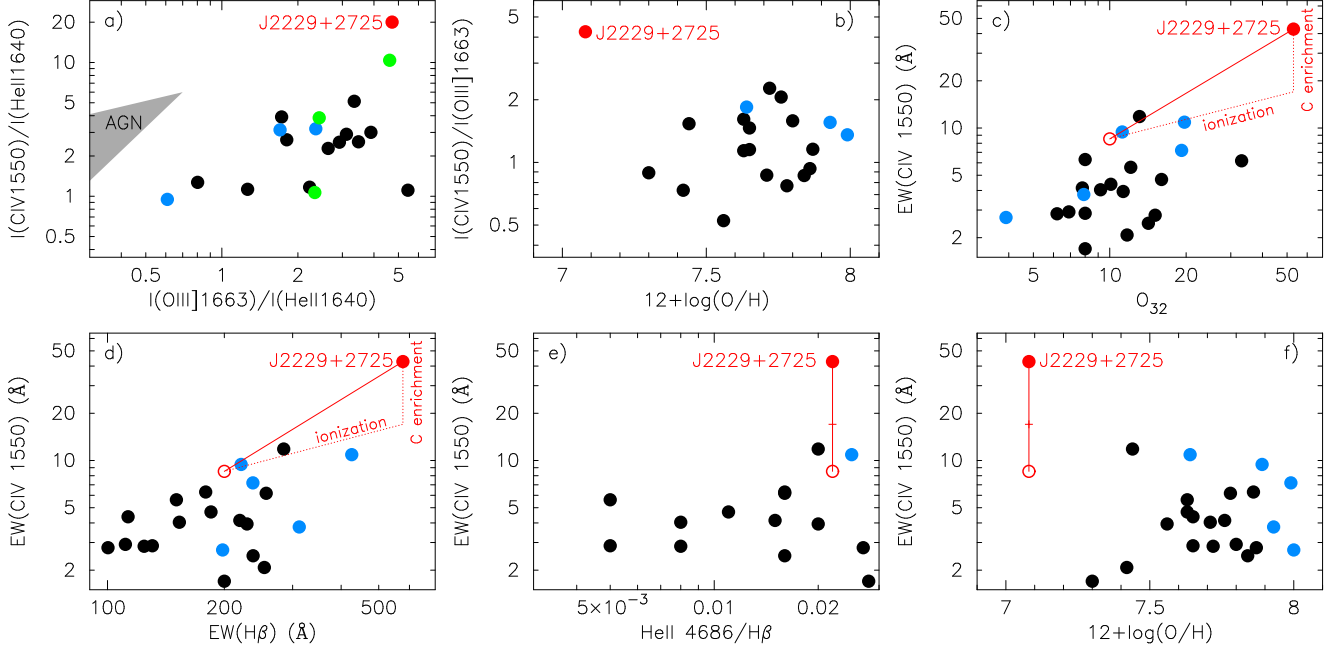 a)
J2229+2725
AGN
20
10
5
2
1
0.5
0.5 1 2 5
I(CIV1550)/I(HeII1640)
I(OIII]1663)/I(HeII1640)
b)
J2229+2725
5
2
1
0.5
7 7.5 8
I(CIV1550)/I(OIII]1663)
12+log(O/H)
c)
J2229+2725
C enrichment
ionization
50
20
10
5
2
5 10 20 50
EW(CIV 1550) (Å)
O32
d)
J2229+2725
C enrichment
ionization
50
20
10
5
2
100 200 500
EW(CIV 1550) (Å)
EW(Hβ) (Å)
e)
J2229+2725
50
20
10
5
2
5×10⁻³ 0.01 0.02
EW(CIV 1550) (Å)
HeII 4686/Hβ
f)
J2229+2725
50
20
10
5
2
7 7.5 8
EW(CIV 1550) (Å)
12+log(O/H)